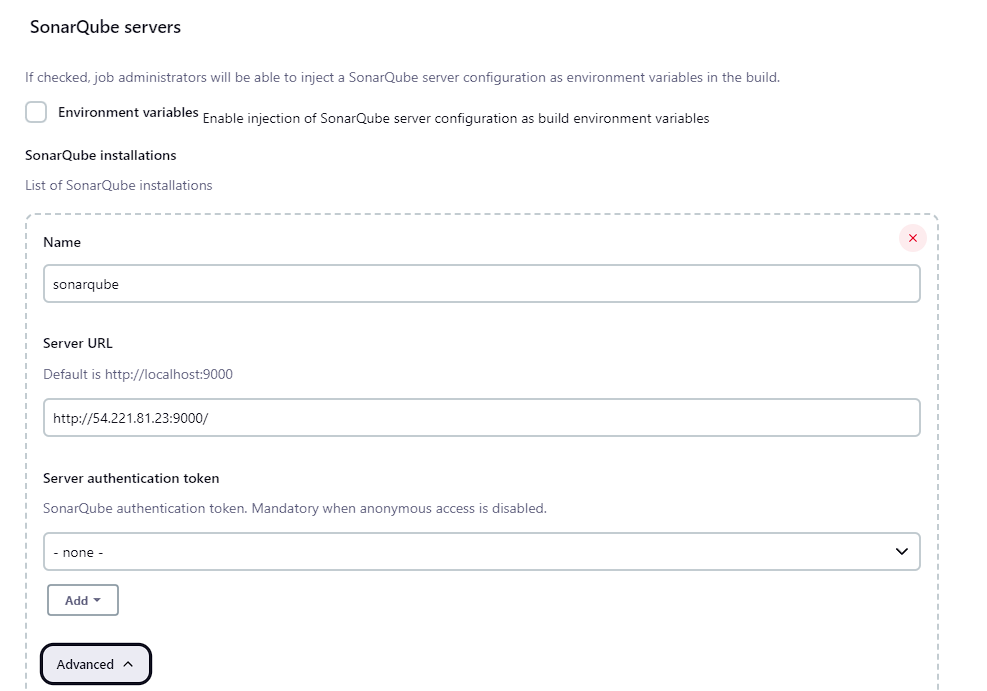 SonarQube servers
If checked, job administrators will be able to inject a SonarQube server configuration as environment variables in the build.
Environment variables Enable injection of SonarQube server configuration as build environment variables
SonarQube installations
List of SonarQube installations
Name
sonarqube
Server URL
Default is http://localhost:9000
http://54.221.81.23:9000/
Server authentication token
SonarQube authentication token. Mandatory when anonymous access is disabled.
- none -
Add
Advanced